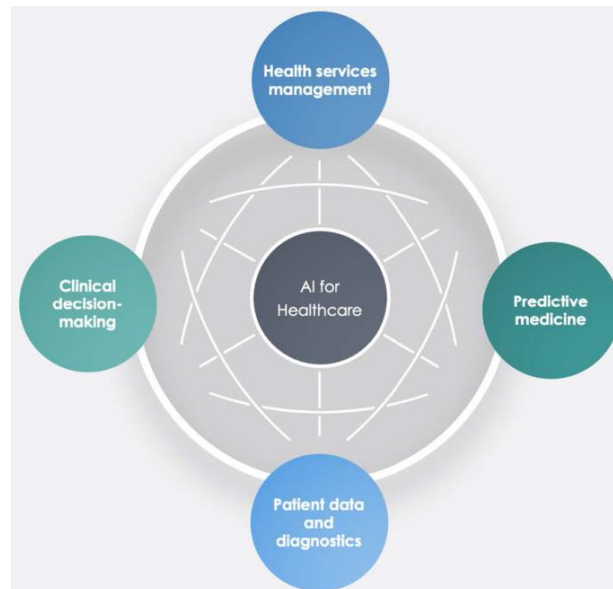 Health services
management
Clinical
decision-
making
AI for
Healthcare
Predictive
medicine
Patient data
and
diagnostics